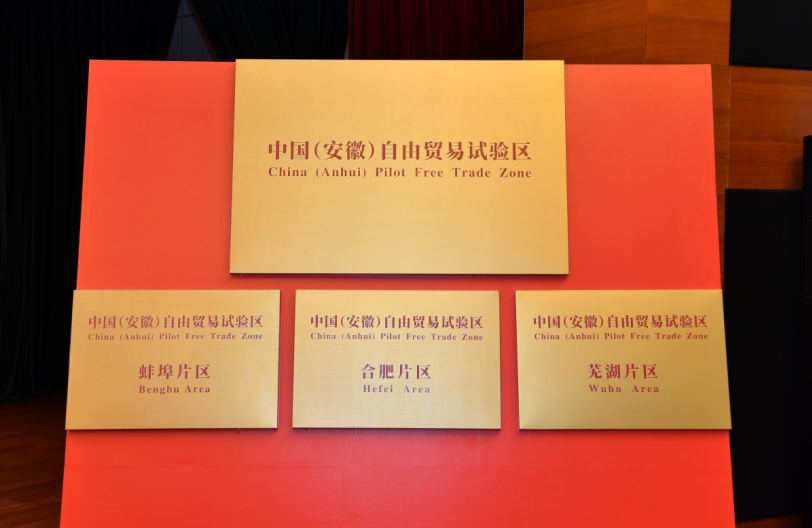 中国（安徽）自由贸易试验区
China (Anhui) Pilot Free Trade Zone
中国（安徽）自由贸易试验区
China (Anhui) Pilot Free Trade Zone
蚌埠片区
Bengbu Area
中国（安徽）自由贸易试验区
China (Anhui) Pilot Free Trade Zone
合肥片区
Hefei Area
中国（安徽）自由贸易试验区
China (Anhui) Pilot Free Trade Zone
芜湖片区
Wuhu Area